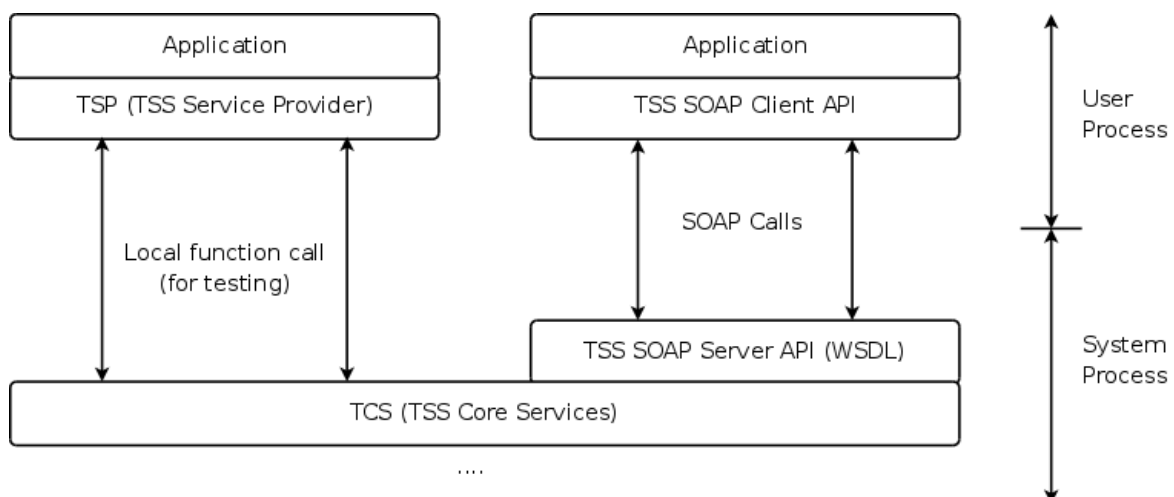 Application
TSP (TSS Service Provider)
Application
TSS SOAP Client API
User
Process
Local function call
(for testing)
SOAP Calls
TSS SOAP Server API (WSDL)
System
Process
TCS (TSS Core Services)
....